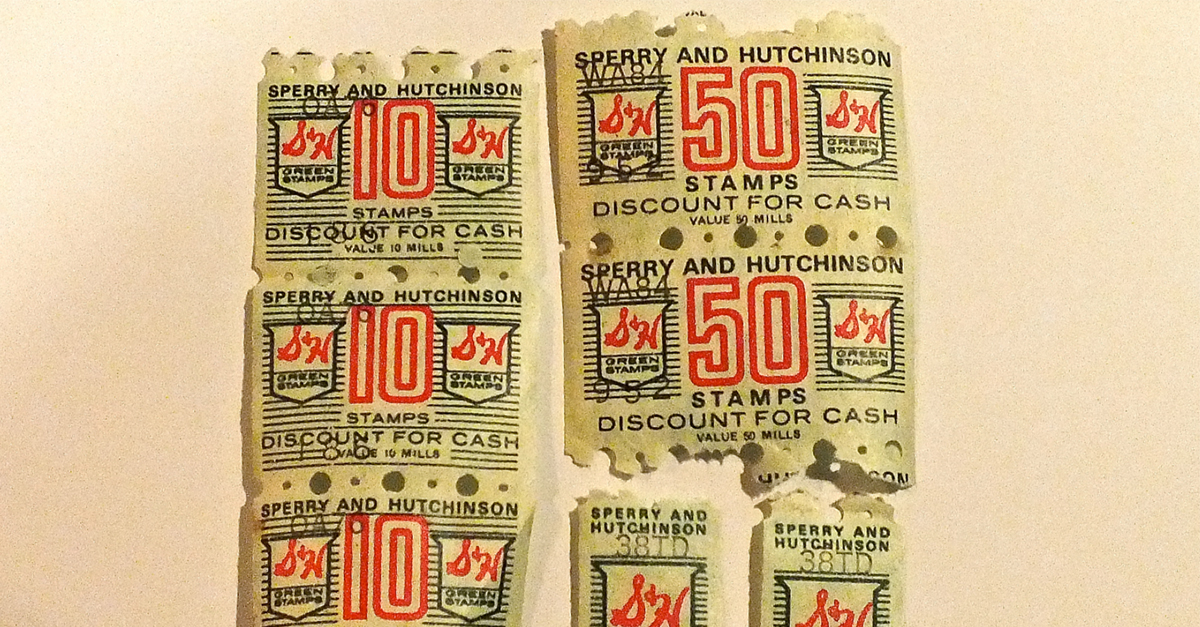 SPERRY AND HUTCHINSON
10
S&H
GREEN
STAMPS
S&H
GREEN
STAMPS
STAMPS
DISCOUNT FOR CASH
VALUE 10 MILLS
SPERRY AND HUTCHINSON
10
S&H
GREEN
STAMPS
S&H
GREEN
STAMPS
STAMPS
DISCOUNT FOR CASH
VALUE 10 MILLS
SPERRY AND HUTCHINSON
10
S&H
GREEN
STAMPS
S&H
GREEN
STAMPS
SPERRY AND HUTCHINSON
WA84
50
S&H
GREEN
STAMPS
S&H
GREEN
STAMPS
952
STAMPS
DISCOUNT FOR CASH
VALUE 50 MILLS
SPERRY AND HUTCHINSON
WA84
50
S&H
GREEN
STAMPS
S&H
GREEN
STAMPS
952
STAMPS
DISCOUNT FOR CASH
VALUE 50 MILLS
SPERRY AND
HUTCHINSON
38TD
S&H
SPERRY AND
HUTCHINSON
38TD
S&H